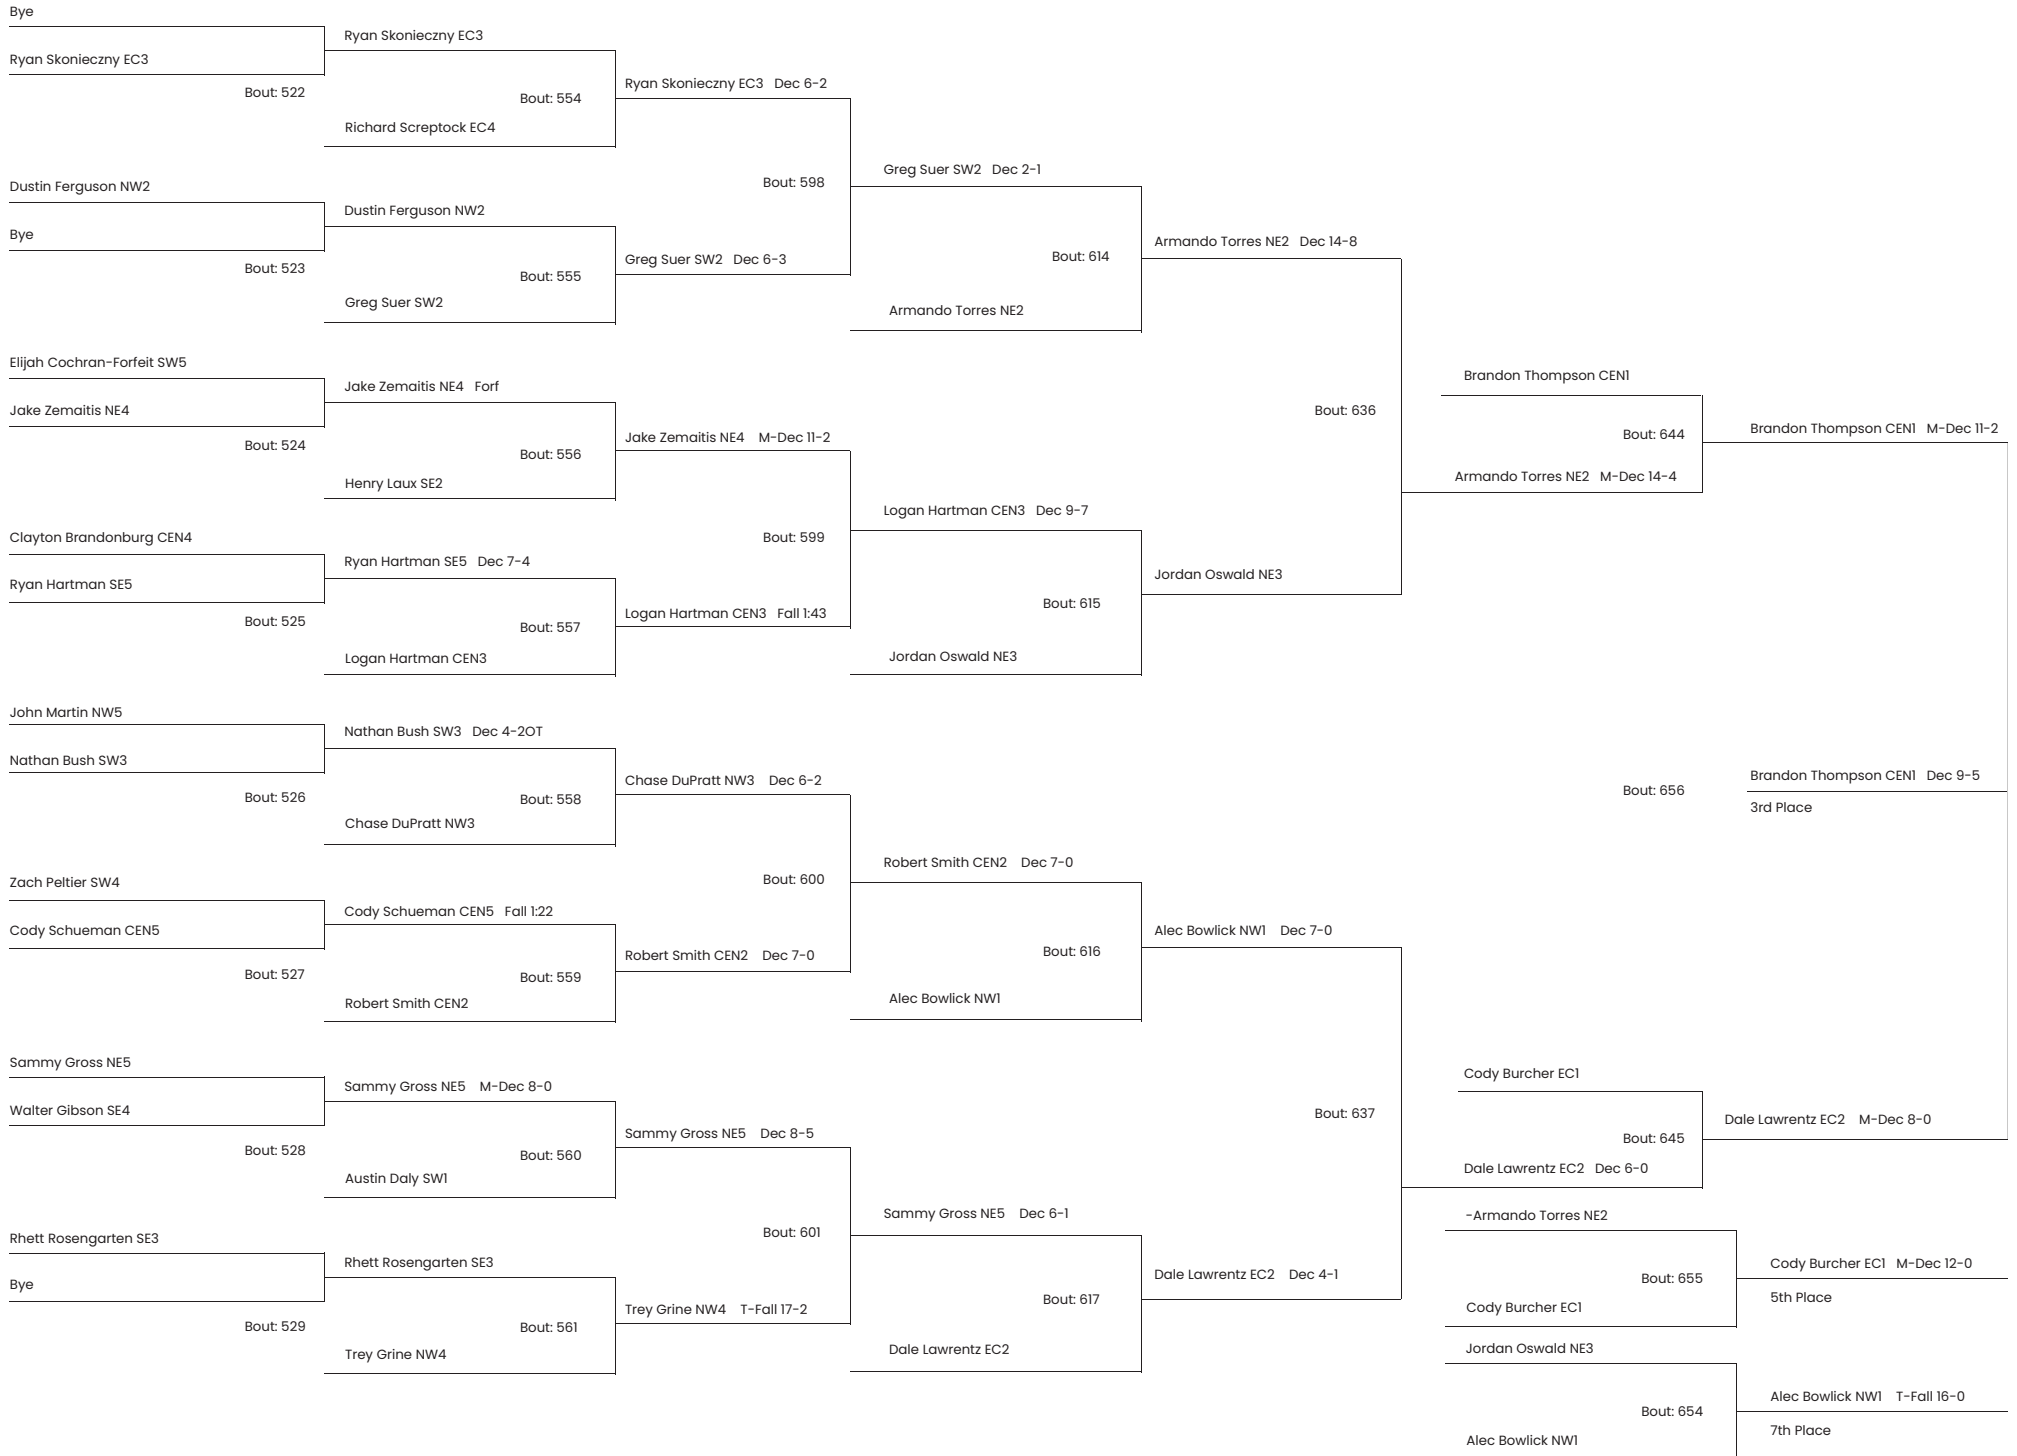 Bye
Ryan Skonieczny EC3
Bout: 522
Dustin Ferguson NW2
Bye
Bout: 523
Elijah Cochran-Forfeit SW5
Jake Zemaitis NE4
Bout: 524
Clayton Brandonburg CEN4
Ryan Hartman SE5
Bout: 525
John Martin NW5
Nathan Bush SW3
Bout: 526
Zach Peltier SW4
Cody Schueman CEN5
Bout: 527
Sammy Gross NE5
Walter Gibson SE4
Bout: 528
Rhett Rosengarten SE3
Bye
Bout: 529
Ryan Skonieczny EC3
Bout: 554
Richard Screptock EC4
Dustin Ferguson NW2
Bout: 555
Greg Suer SW2
Jake Zemaitis NE4 Forf
Bout: 556
Henry Laux SE2
Ryan Hartman SE5 Dec 7-4
Bout: 557
Logan Hartman CEN3
Nathan Bush SW3 Dec 4-2OT
Bout: 558
Chase DuPratt NW3
Cody Schueman CEN5 Fall 1:22
Bout: 559
Robert Smith CEN2
Sammy Gross NE5 M-Dec 8-0
Bout: 560
Austin Daly SW1
Rhett Rosengarten SE3
Bout: 561
Trey Grine NW4
Ryan Skonieczny EC3 Dec 6-2
Bout: 598
Greg Suer SW2 Dec 6-3
Jake Zemaitis NE4 M-Dec 11-2
Bout: 599
Logan Hartman CEN3 Fall 1:43
Chase DuPratt NW3 Dec 6-2
Bout: 600
Robert Smith CEN2 Dec 7-0
Sammy Gross NE5 Dec 8-5
Bout: 601
Trey Grine NW4 T-Fall 17-2
Greg Suer SW2 Dec 2-1
Bout: 614
Armando Torres NE2
Logan Hartman CEN3 Dec 9-7
Bout: 615
Jordan Oswald NE3
Robert Smith CEN2 Dec 7-0
Bout: 616
Alec Bowlick NW1
Sammy Gross NE5 Dec 6-1
Bout: 617
Dale Lawrentz EC2
Armando Torres NE2 Dec 14-8
Bout: 636
Jordan Oswald NE3
Alec Bowlick NW1 Dec 7-0
Bout: 637
Dale Lawrentz EC2 Dec 4-1
Brandon Thompson CEN1
Bout: 644
Armando Torres NE2 M-Dec 14-4
Cody Burcher EC1
Bout: 645
Dale Lawrentz EC2 Dec 6-0
Brandon Thompson CEN1 M-Dec 11-2
Bout: 656
Brandon Thompson CEN1 Dec 9-5
3rd Place
Dale Lawrentz EC2 M-Dec 8-0
-Armando Torres NE2
Bout: 655
Cody Burcher EC1
Cody Burcher EC1 M-Dec 12-0
5th Place
Jordan Oswald NE3
Bout: 654
Alec Bowlick NW1
Alec Bowlick NW1 T-Fall 16-0
7th Place